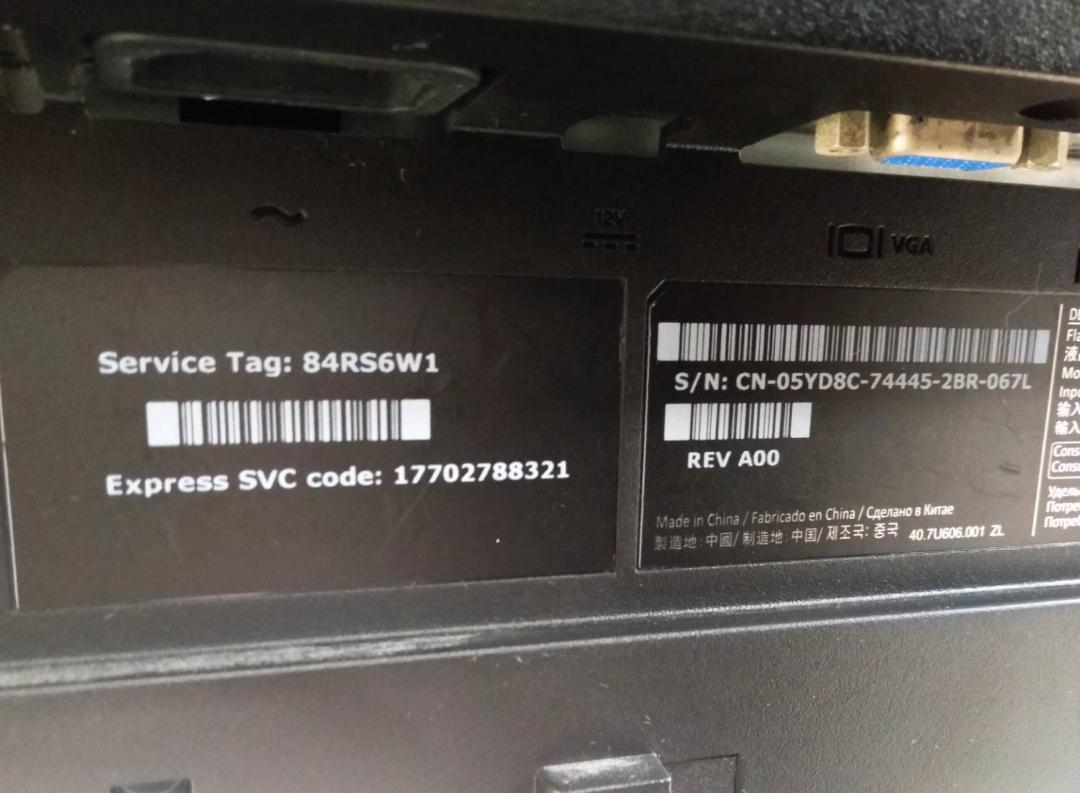 12V
VGA
Service Tag: 84RS6W1
Express SVC code: 17702788321
S/N: CN-05YD8C-74445-2BR-067L
REV A00
Made in China / Fabricado en China / Сделано в Китае
製造地: 中國/ 制造地: 中国/ 제조국: 중국 40.7U606.001 ZL